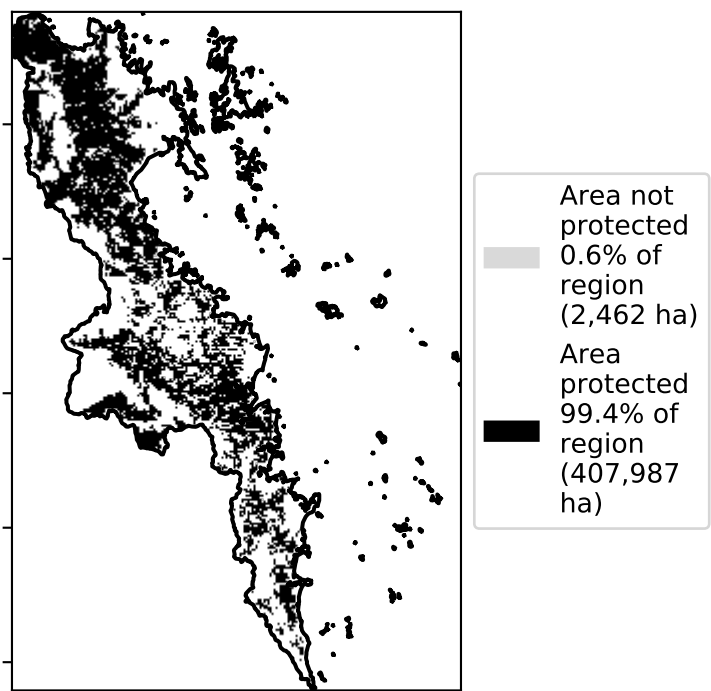 Area not
protected
0.6% of
region
(2,462 ha)
Area
protected
99.4% of
region
(407,987
ha)